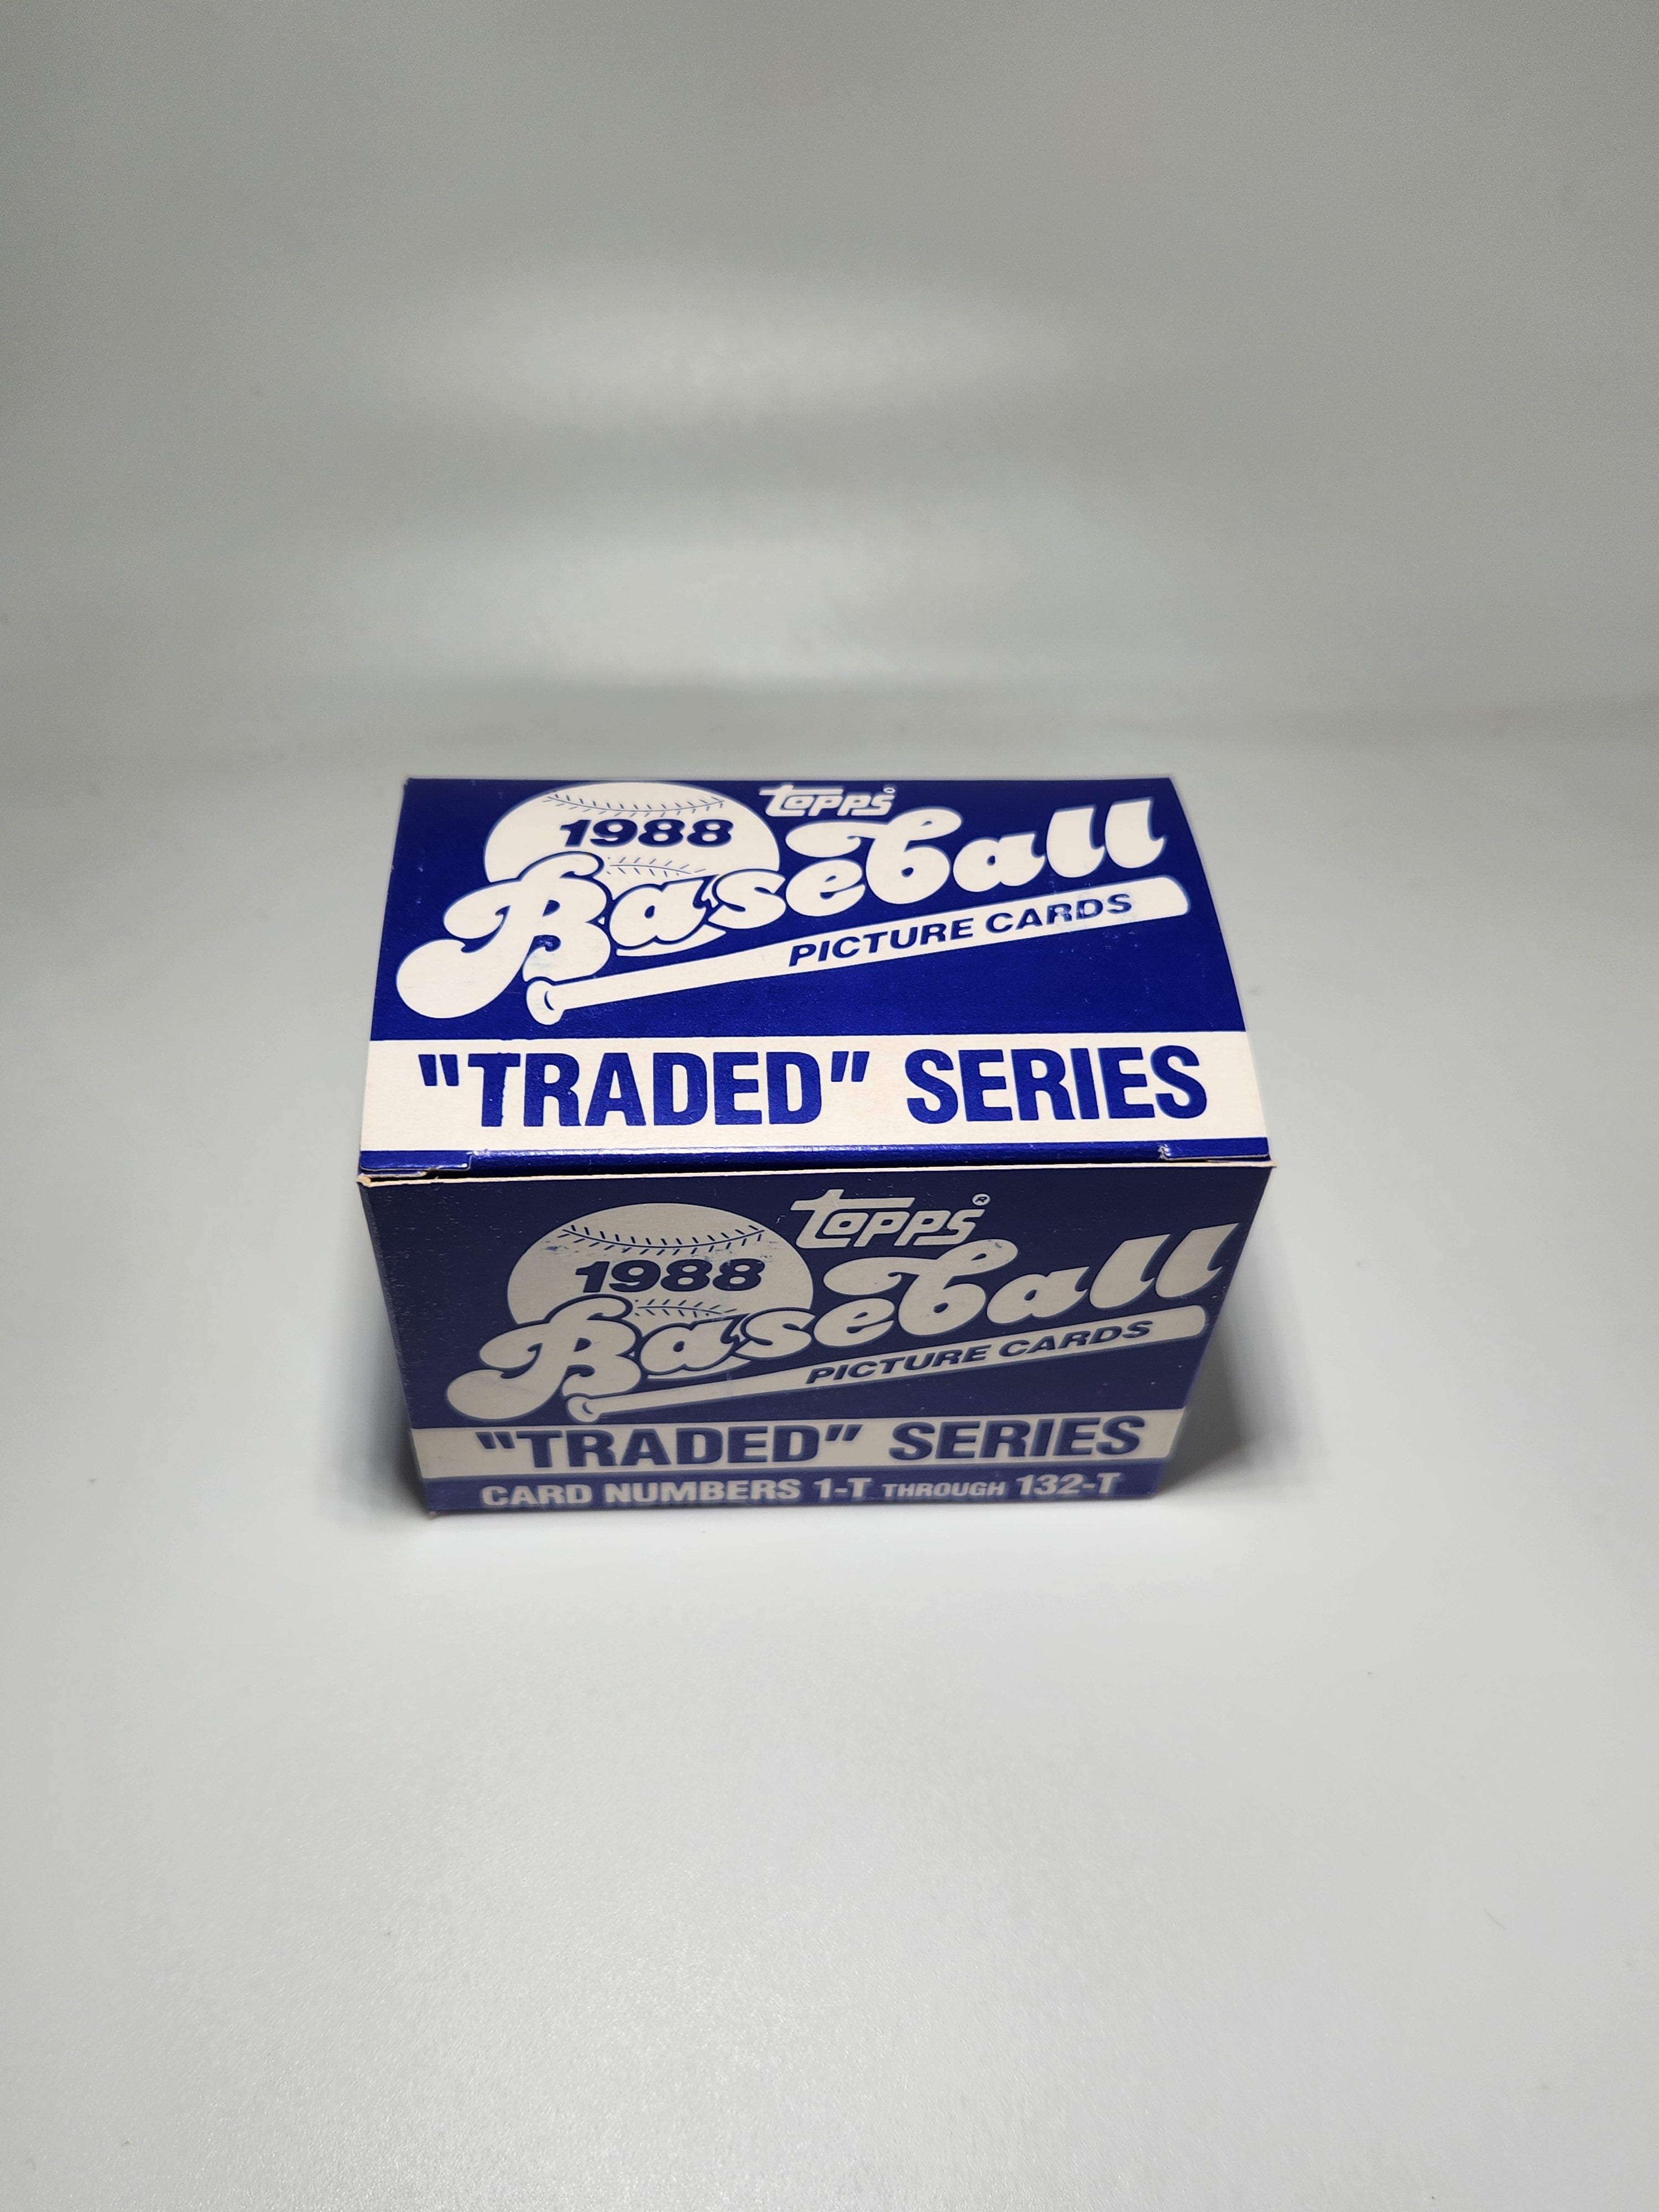 topps®
1988
Baseball
PICTURE CARDS
"TRADED" SERIES
topps®
1988
Baseball
PICTURE CARDS
"TRADED" SERIES
CARD NUMBERS 1-T THROUGH 132-T